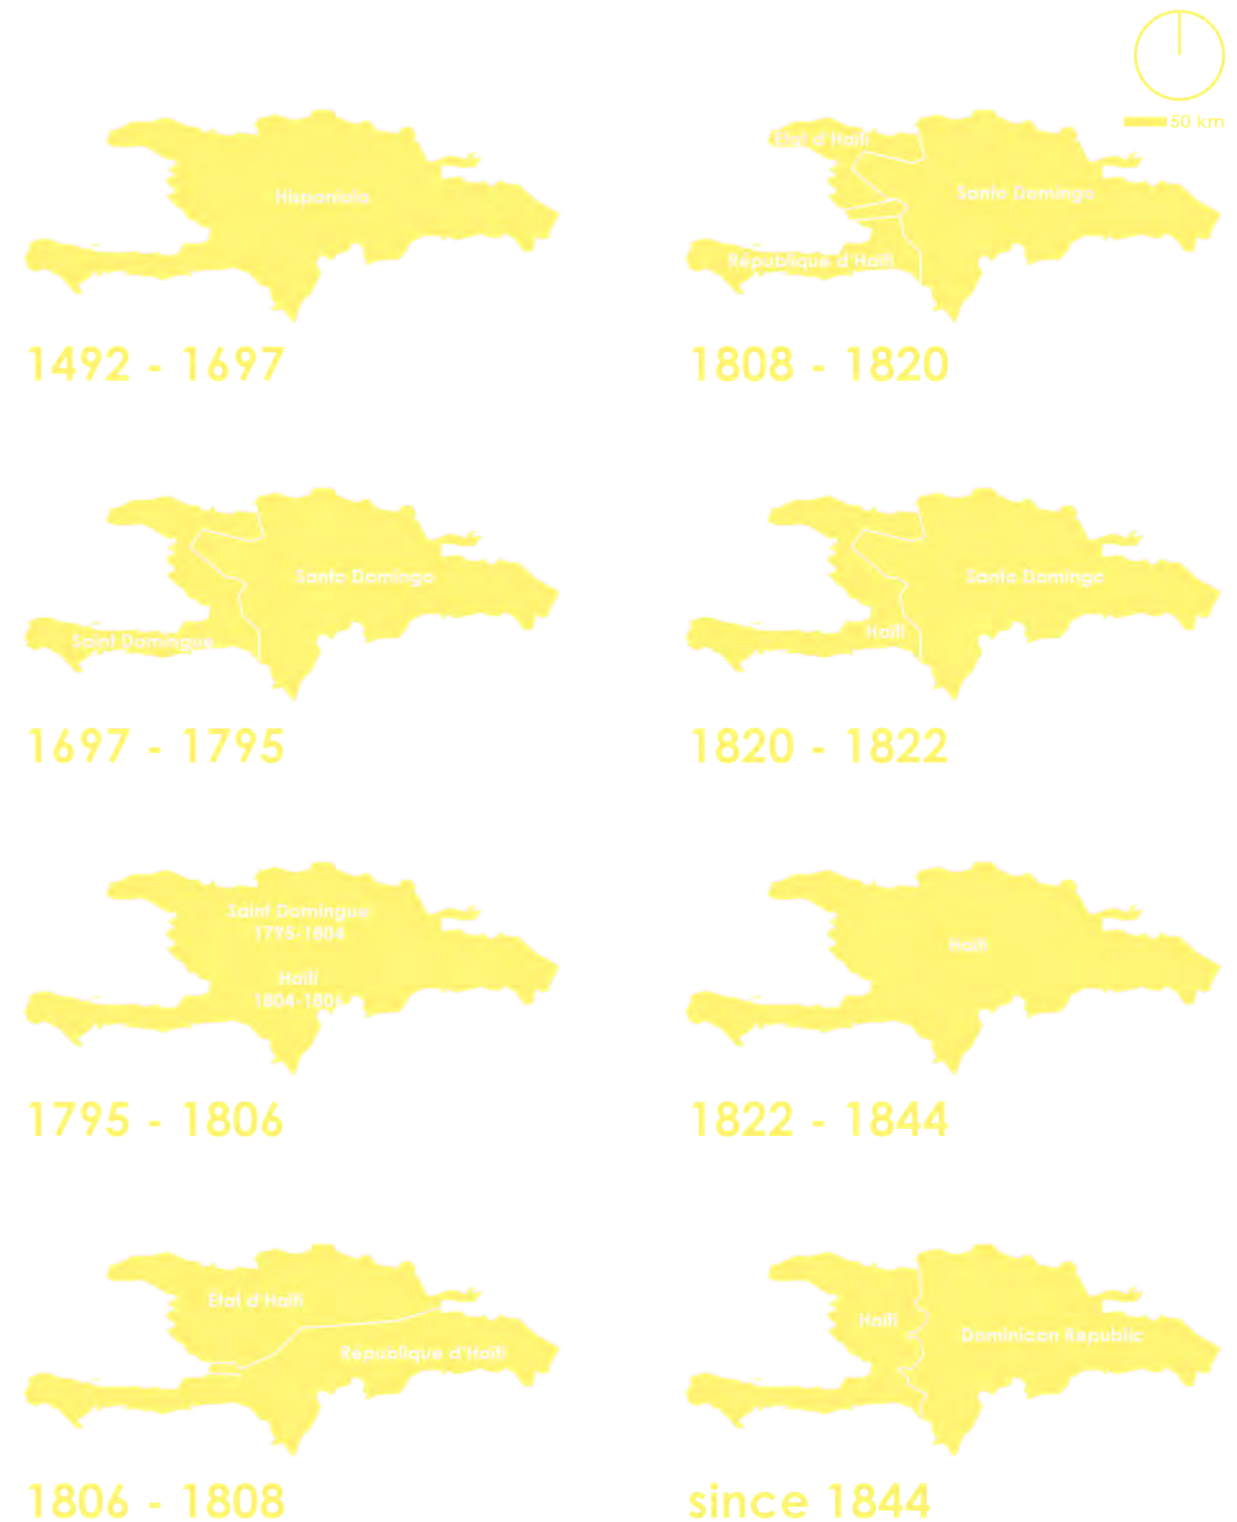 50 km
Hispaniola
1492 - 1697
État d'Haïti
Santo Domingo
République d'Haïti
1808 - 1820
Santo Domingo
Saint Domingue
1697 - 1795
Santo Domingo
Haïti
1820 - 1822
Saint Domingue
1795-1804
Haïti
1804-1806
1795 - 1806
Haïti
1822 - 1844
État d'Haïti
République d'Haïti
1806 - 1808
Haïti
Dominican Republic
since 1844